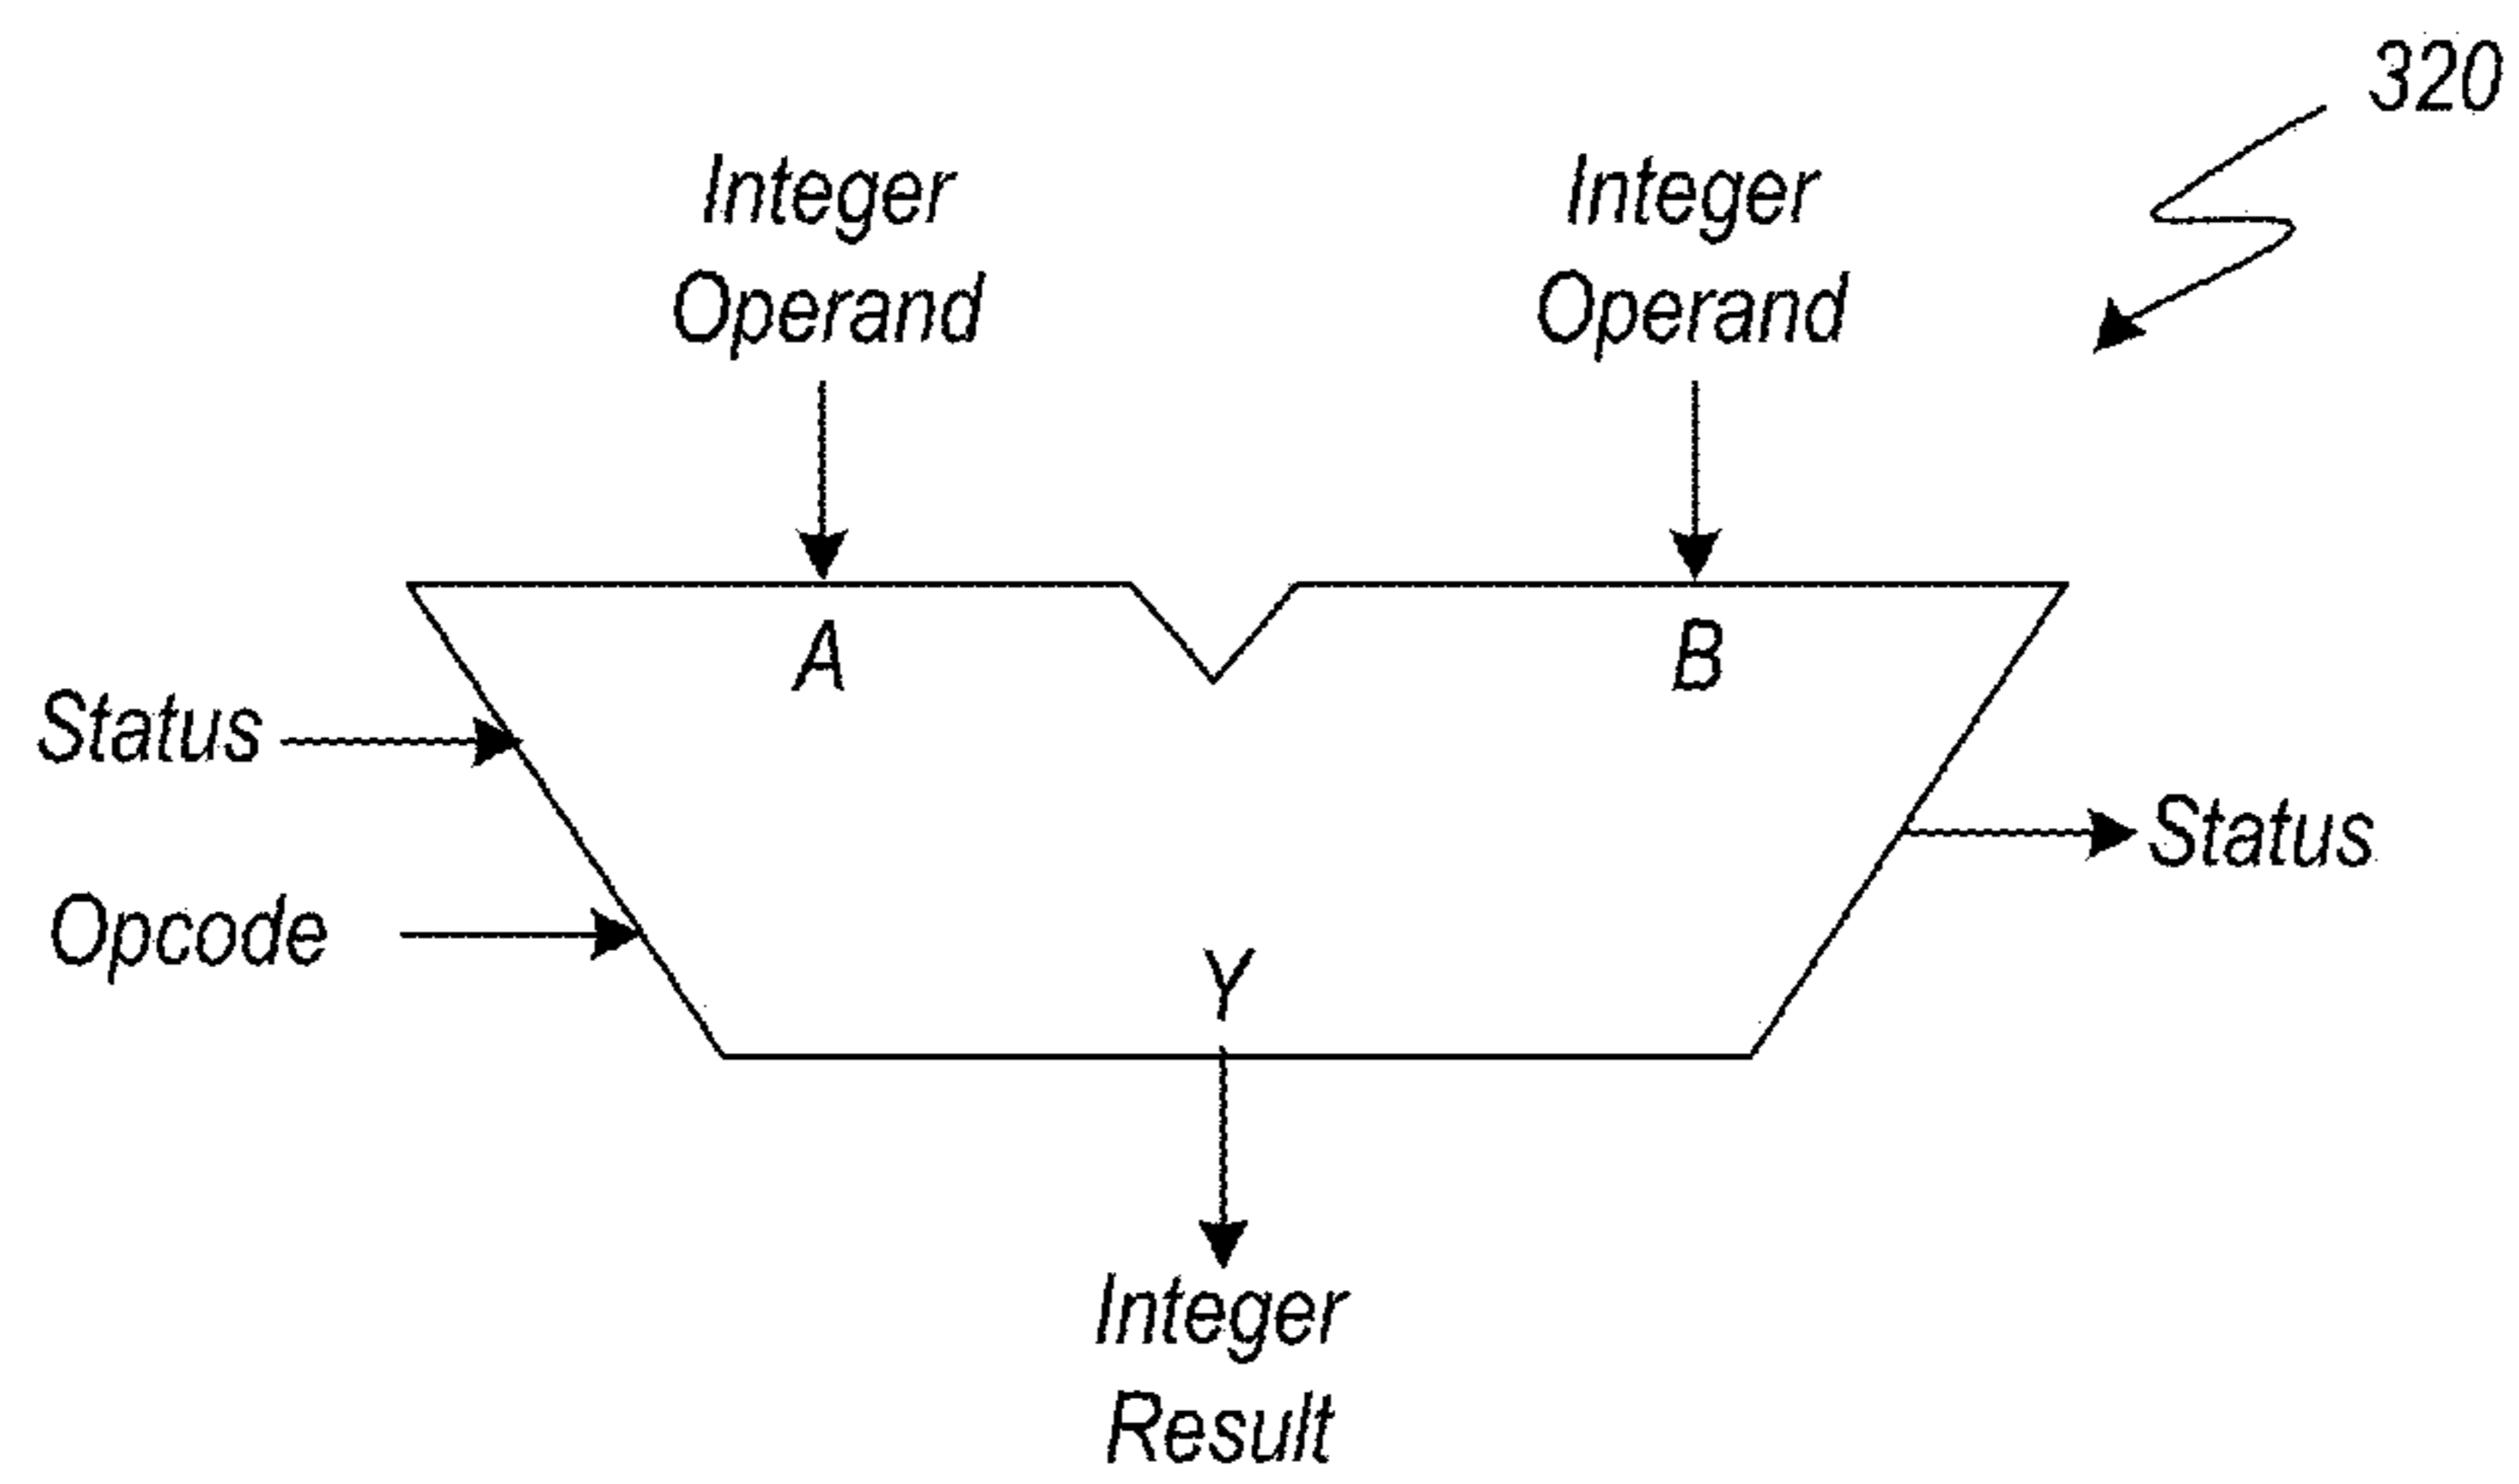 320
Integer
Operand
Integer
Operand
A
B
Status
Status
Opcode
Y
Integer
Result